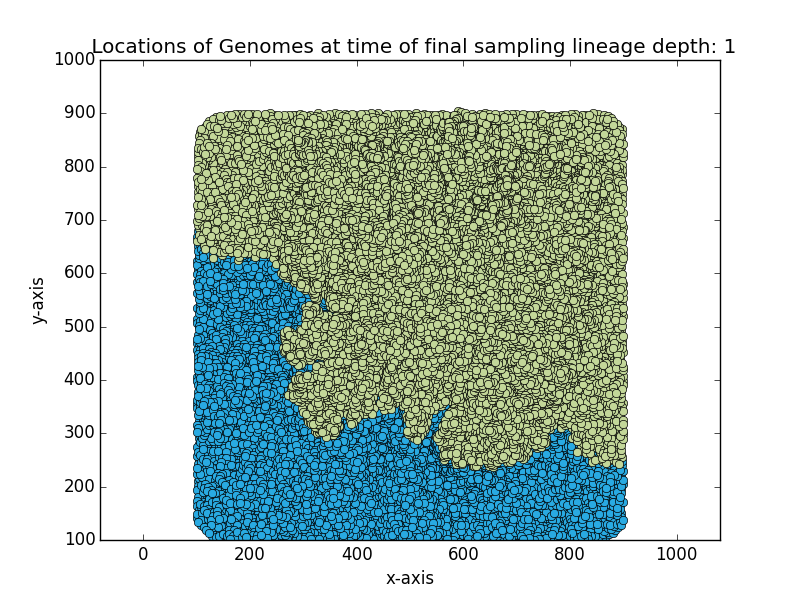 Locations of Genomes at time of final sampling lineage depth: 1
1000
900
800
700
600
500
400
300
200
100
y-axis
0 200 400 600 800 1000
x-axis